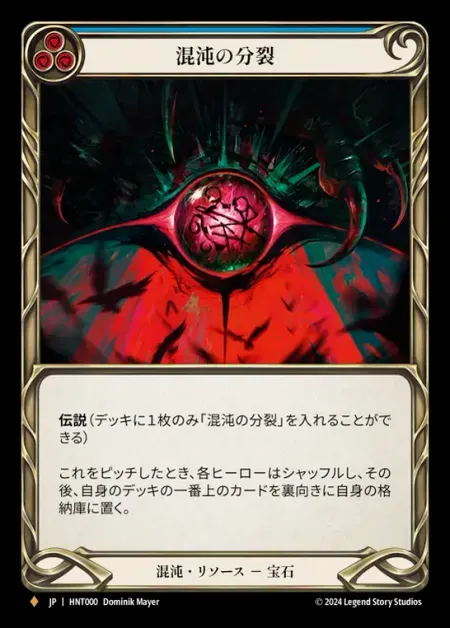 混沌の分裂
伝説(デッキに1枚のみ「混沌の分裂」を入れることがで
きる)
これをピッチしたとき、各ヒーローはシャッフルし、その
後、自身のデッキの一番上のカードを裏向きに自身の格
納庫に置く。
混沌・リソース － 宝石
JP | HNT000 Dominik Mayer
© 2024 Legend Story Studios